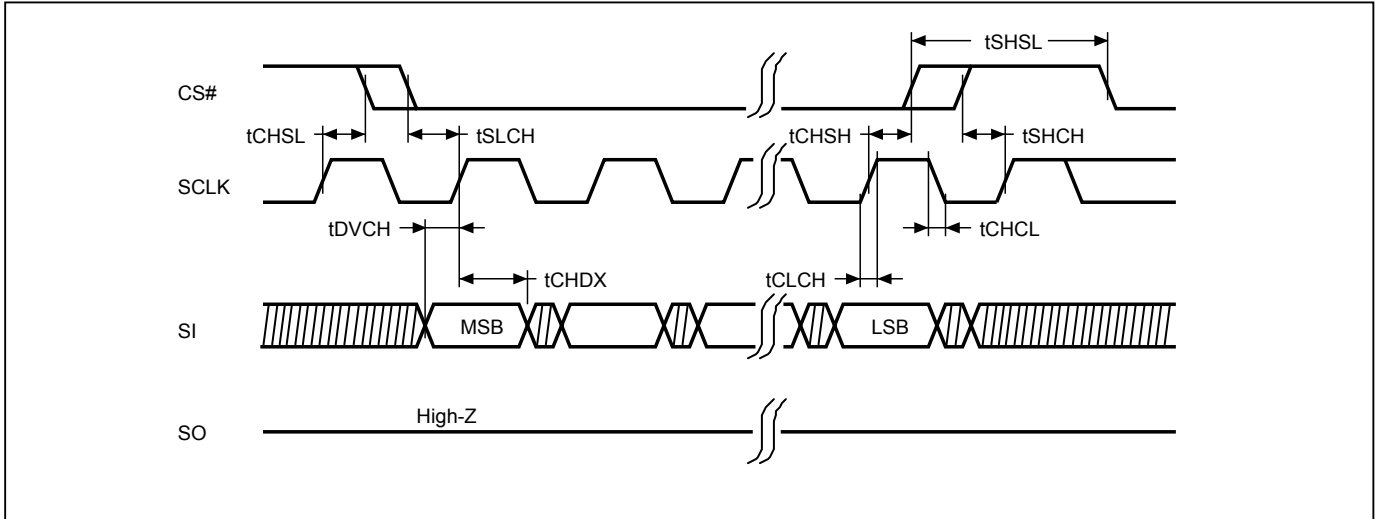 tSHSL
CS#
tCHSL
tSLCH
tCHSH
tSHCH
SCLK
tDVCH
tCHCL
tCHDX
tCLCH
SI
MSB
LSB
High-Z
SO